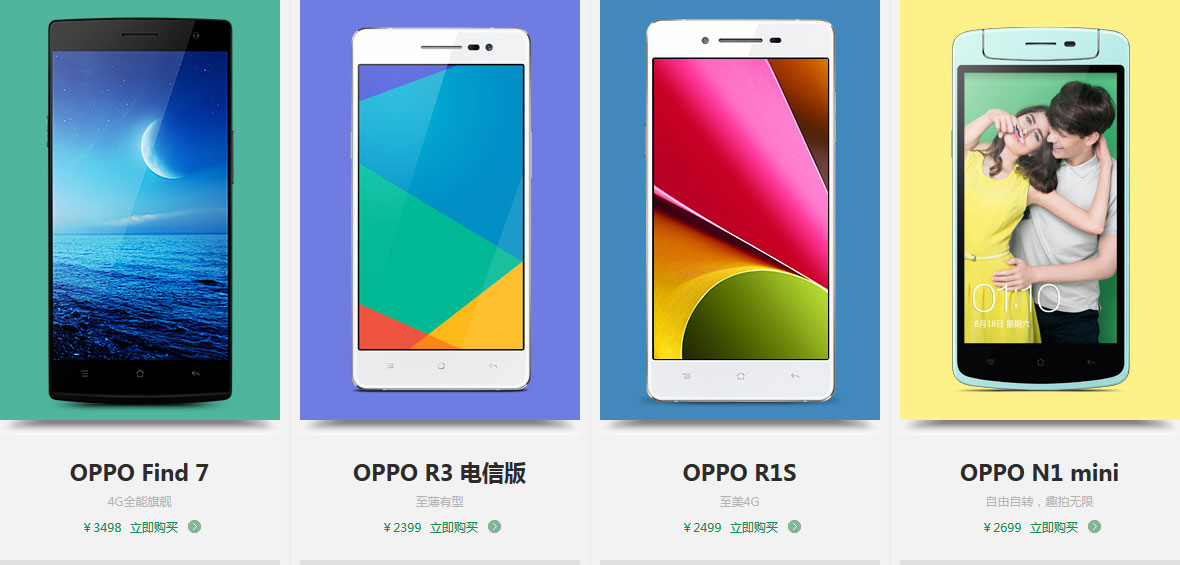 01:10
8月18日 星期六
OPPO Find 7
4G全能旗舰
￥3498 立即购买
OPPO R3 电信版
至薄有型
￥2399 立即购买
OPPO R1S
至美4G
￥2499 立即购买
OPPO N1 mini
自由自转，趣拍无限
￥2699 立即购买